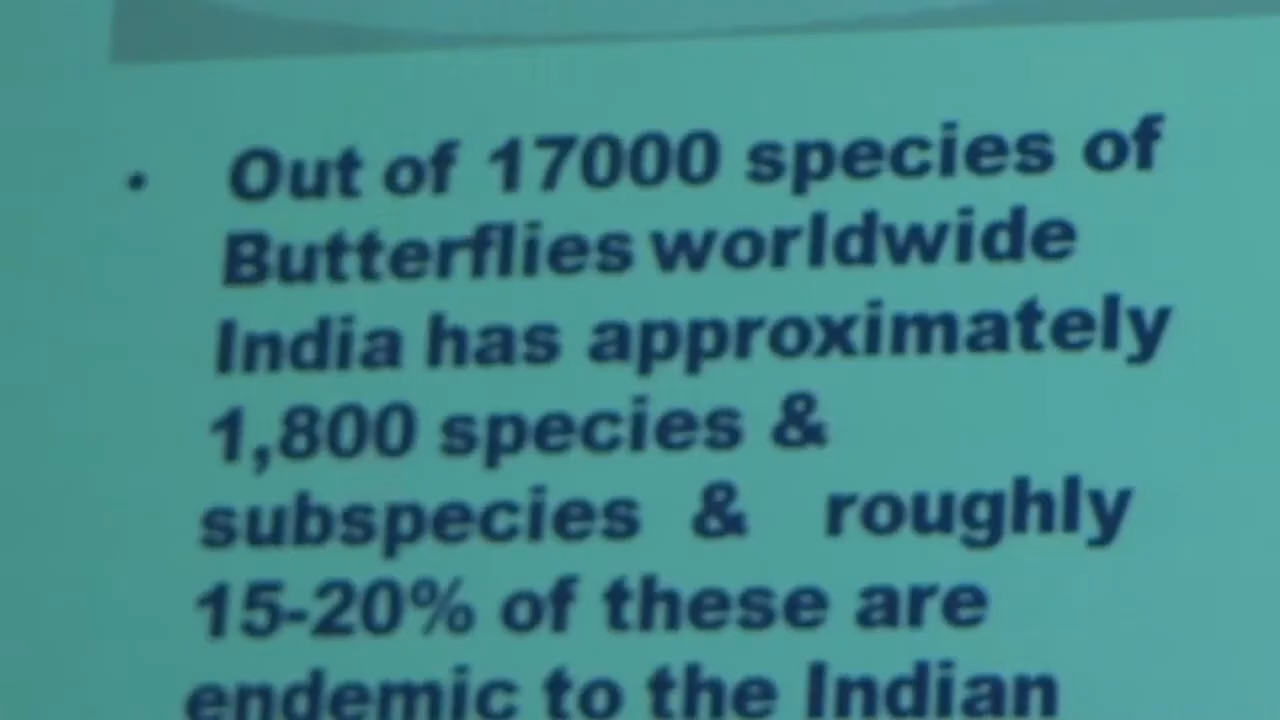 • Out of 17000 species of
Butterflies worldwide
India has approximately
1,800 species &
subspecies & roughly
15-20% of these are
endemic to the Indian